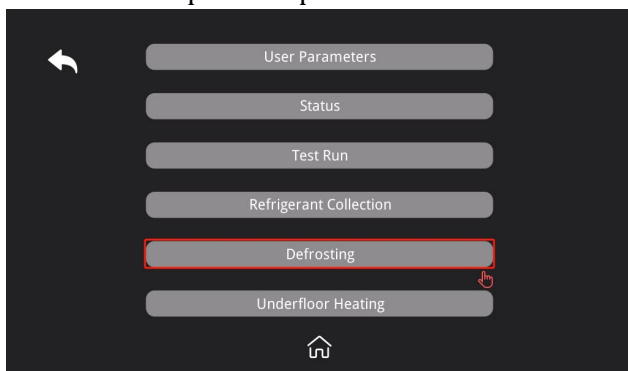 User Parameters
Status
Test Run
Refrigerant Collection
Defrosting
Underfloor Heating